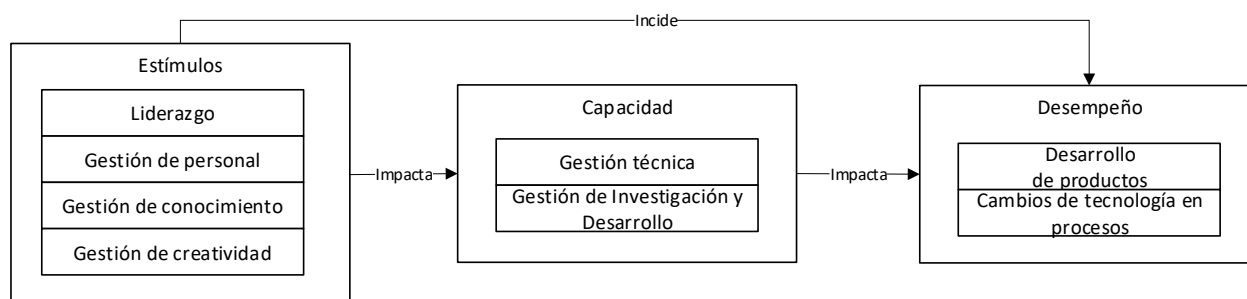 Incide
Estímulos
Liderazgo
Gestión de personal
Gestión de conocimiento
Gestión de creatividad
Impacta
Capacidad
Gestión técnica
Gestión de Investigación y
Desarrollo
Impacta
Desempeño
Desarrollo
de productos
Cambios de tecnología en
procesos